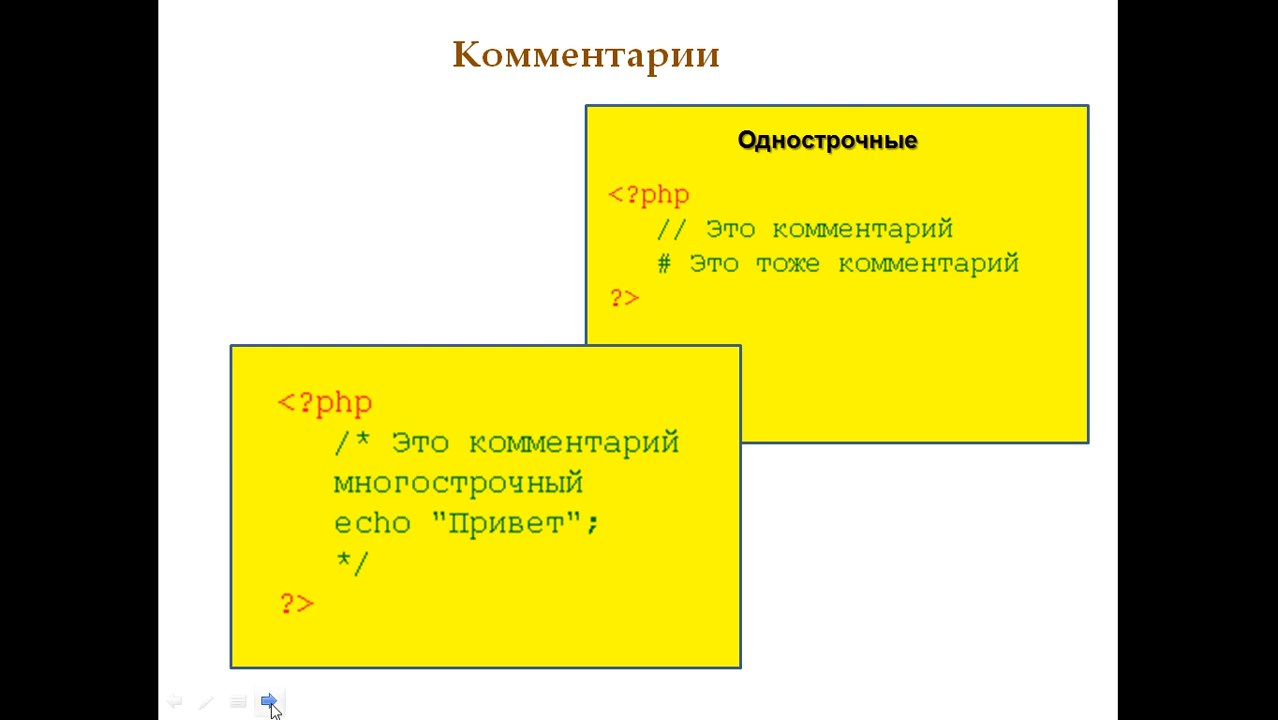 Комментарии
Однострочные
<?php
// Это комментарий
# Это тоже комментарий
?>
<?php
/* Это комментарий
многострочный
echo "Привет";
*/
?>